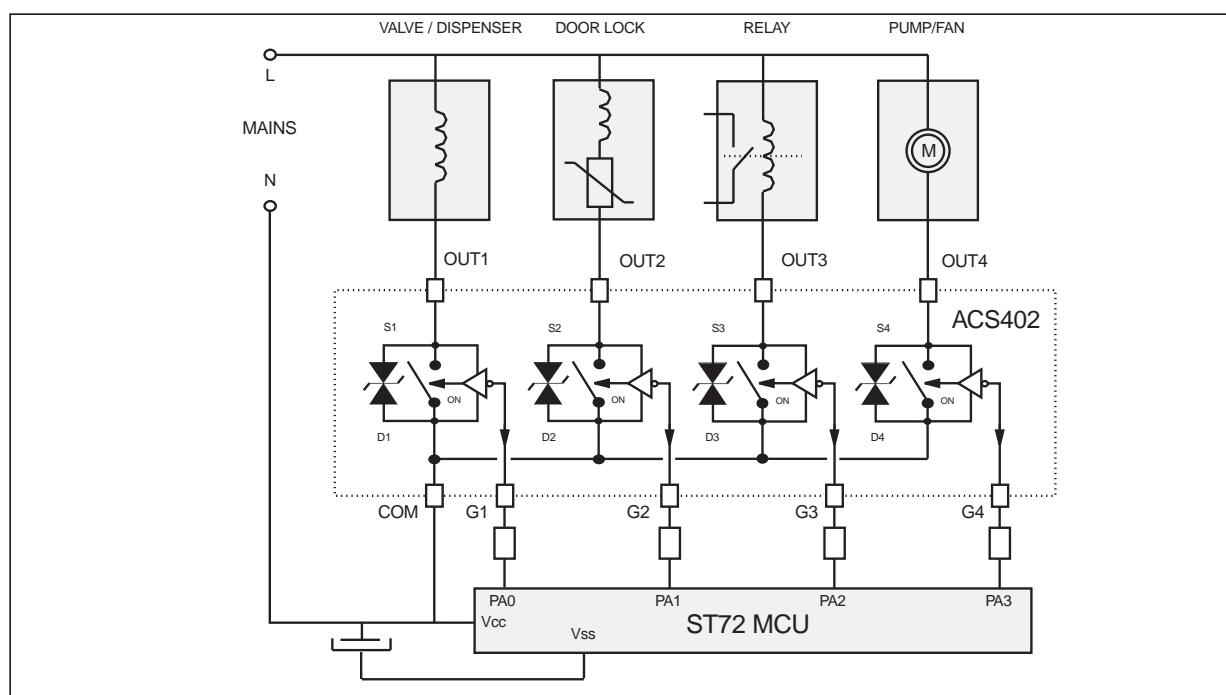 VALVE / DISPENSER DOOR LOCK RELAY PUMP/FAN
L
MAINS
M
N
OUT1 OUT2 OUT3 OUT4
ACS402
S1 S2 S3 S4
ON ON ON ON
D1 D2 D3 D4
COM G1 G2 G3 G4
PA0 PA1 PA2 PA3
Vcc
Vss ST72 MCU